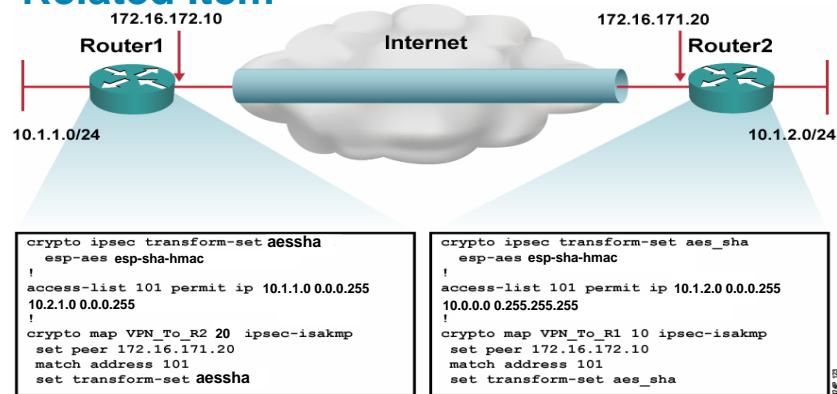 Related Item
172.16.172.10
172.16.171.20
Router1
Internet
Router2
10.1.1.0/24
10.1.2.0/24
crypto ipsec transform-set aessha
esp-aes esp-sha-hmac
!
access-list 101 permit ip 10.1.1.0 0.0.0.255
10.2.1.0 0.0.0.255
!
crypto map VPN_To_R2 20 ipsec-isakmp
set peer 172.16.171.20
match address 101
set transform-set aessha
crypto ipsec transform-set aes_sha
esp-aes esp-sha-hmac
!
access-list 101 permit ip 10.1.2.0 0.0.0.255
10.0.0.0 0.255.255.255
!
crypto map VPN_To_R1 10 ipsec-isakmp
set peer 172.16.172.10
match address 101
set transform-set aes_sha